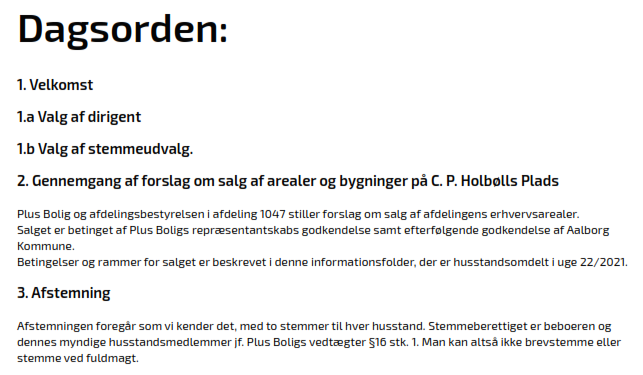 Dagsorden:
1. Velkomst
1.a Valg af dirigent
1.b Valg af stemmeudvalg.
2. Gennemgang af forslag om salg af arealer og bygninger på C. P. Holbølls Plads
Plus Bolig og afdelingsbestyrelsen i afdeling 1047 stiller forslag om salg af afdelingens erhvervsarealer.
Salget er betinget af Plus Boligs repræsentantskabs godkendelse samt efterfølgende godkendelse af Aalborg
Kommune.
Betingelser og rammer for salget er beskrevet i denne informationsfolder, der er husstandsomdelt i uge 22/2021.
3. Afstemning
Afstemningen foregår som vi kender det, med to stemmer til hver husstand. Stemmeberettiget er beboeren og
dennes myndige husstandsmedlemmer jf. Plus Boligs vedtægter §16 stk. 1. Man kan altså ikke brevstemme eller
stemme ved fuldmagt.